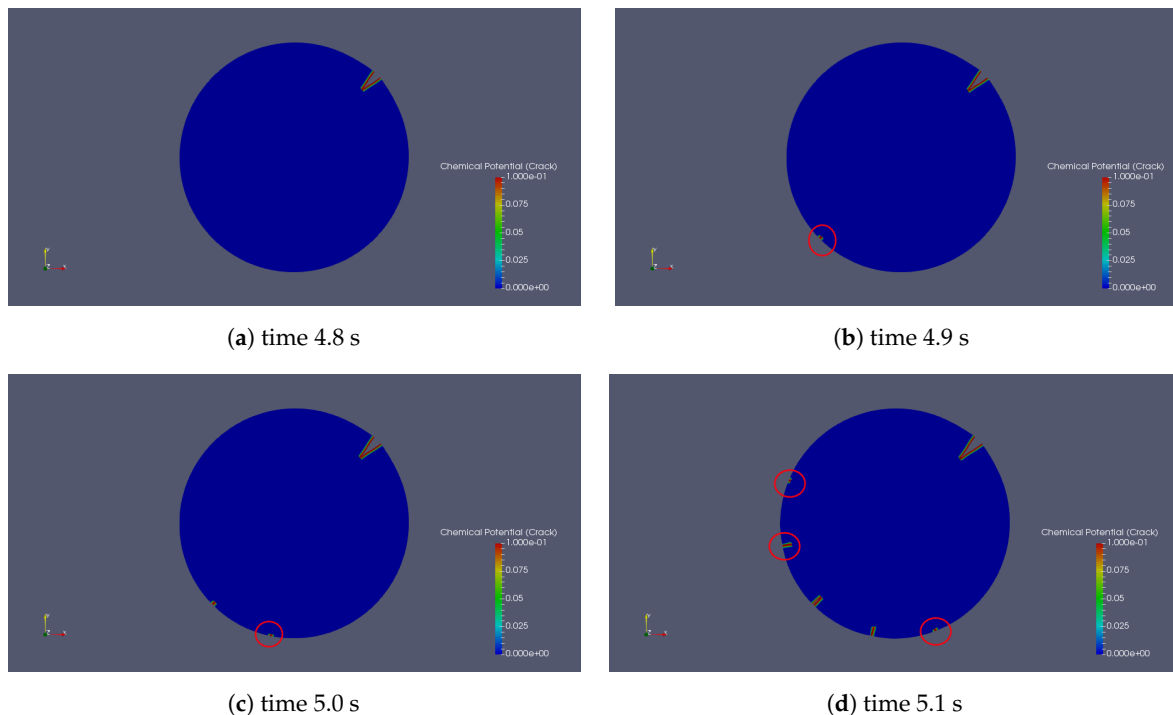 Chemical Potential (Crack)
1.000e-01
0.075
0.05
0.025
0.000e+00
Y
Z
X
(a) time 4.8 s
Chemical Potential (Crack)
1.000e-01
0.075
0.05
0.025
0.000e+00
Y
Z
X
(b) time 4.9 s
Chemical Potential (Crack)
1.000e-01
0.075
0.05
0.025
0.000e+00
Y
Z
X
(c) time 5.0 s
Chemical Potential (Crack)
1.000e-01
0.075
0.05
0.025
0.000e+00
Y
Z
X
(d) time 5.1 s